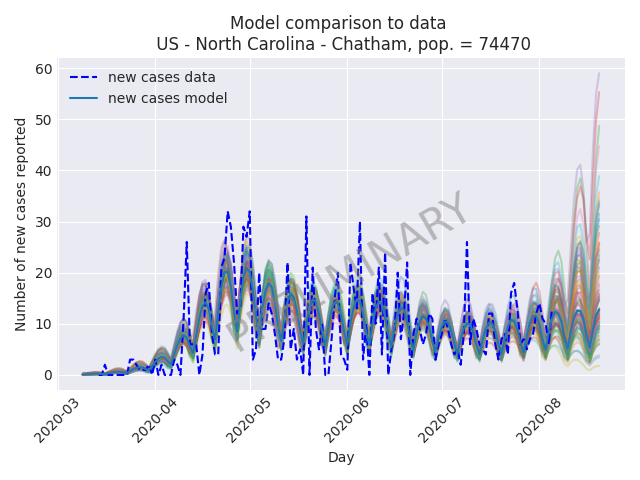 Model comparison to data
US - North Carolina - Chatham, pop. = 74470
new cases data
new cases model
PRELIMINARY
Number of new cases reported
60
50
40
30
20
10
0
2020-03
2020-04
2020-05
2020-06
2020-07
2020-08
Day